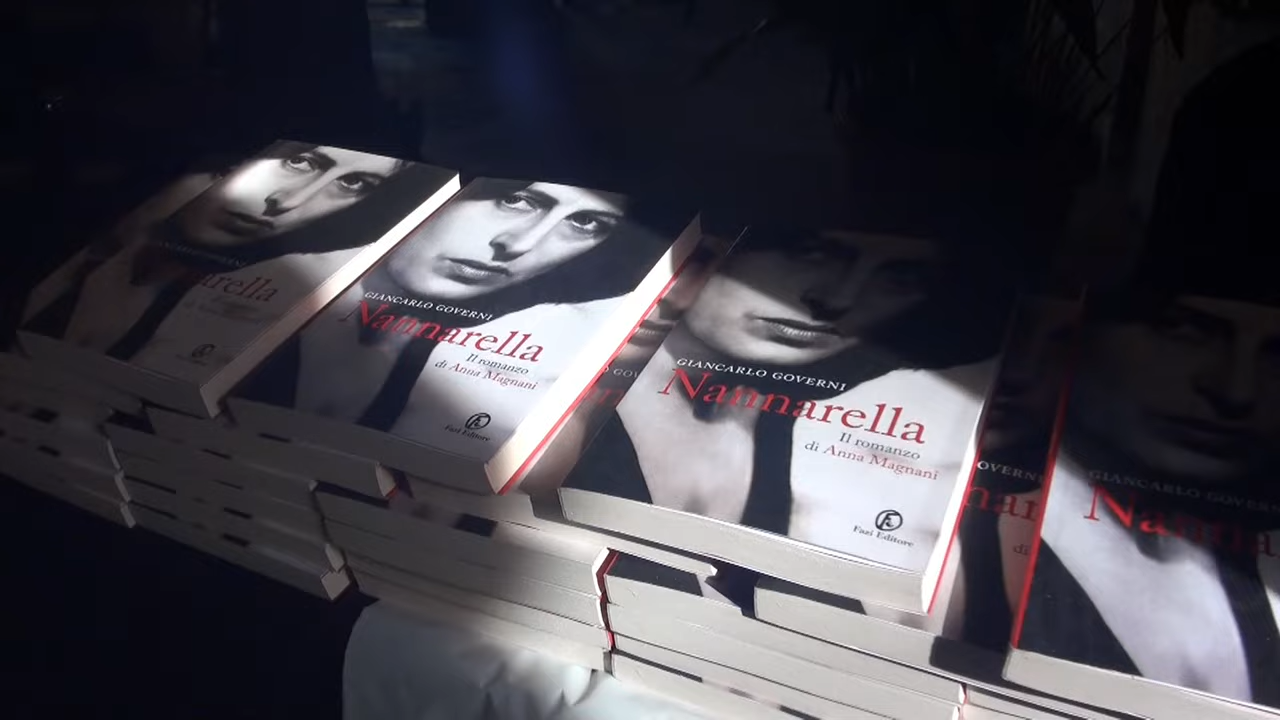 GIANCARLO GOVERNI
Nannarella
Il romanzo
di Anna Magnani
Fazi Editore
GIANCARLO GOVERNI
Nannarella
Il romanzo
di Anna Magnani
Fazi Editore